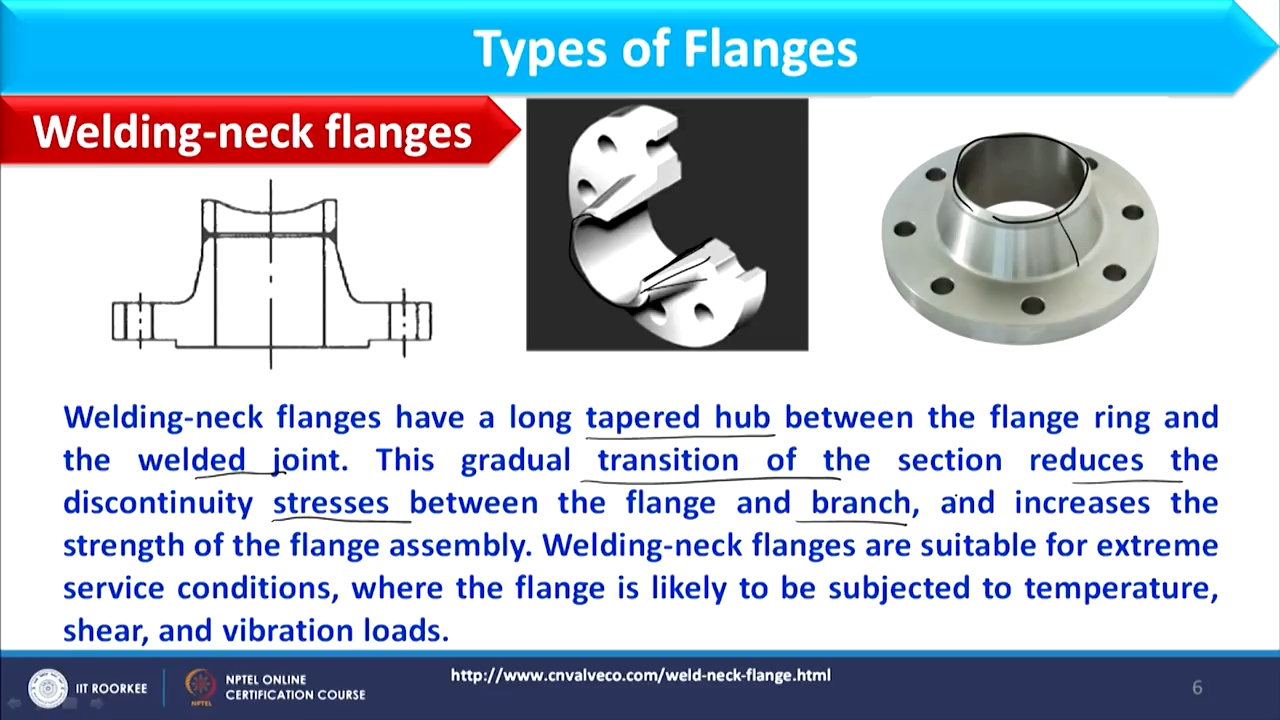 Types of Flanges
Welding-neck flanges
Welding-neck flanges have a long tapered hub between the flange ring and
the welded joint. This gradual transition of the section reduces the
discontinuity stresses between the flange and branch, and increases the
strength of the flange assembly. Welding-neck flanges are suitable for extreme
service conditions, where the flange is likely to be subjected to temperature,
shear, and vibration loads.
IIT ROORKEE
NPTEL ONLINE
CERTIFICATION COURSE
NPTEL
http://www.cnvalveco.com/weld-neck-flange.html
6